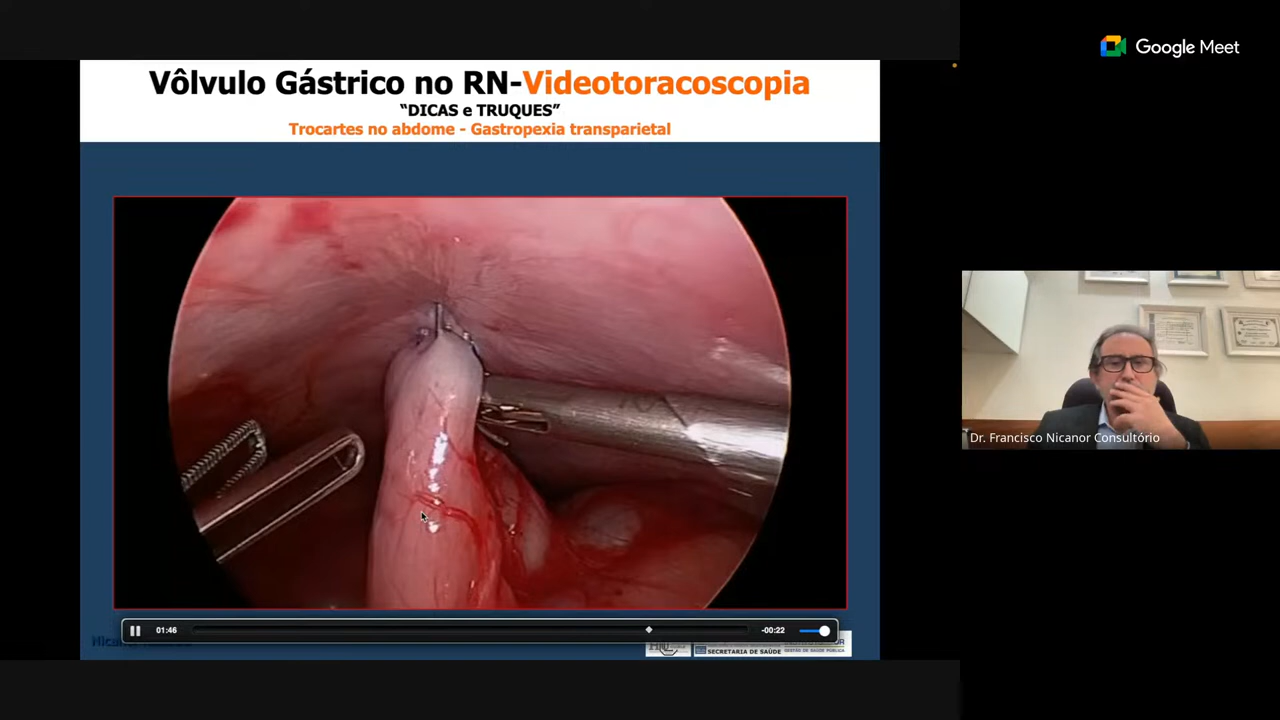 Vôlvulo Gástrico no RN-Videotoracoscopia
“DICAS e TRUQUES”
Trocartes no abdome - Gastropexia transparietal
01:46
-00:22
SECRETARIA DE SAÚDE
Google Meet
Dr. Francisco Nicanor Consultório